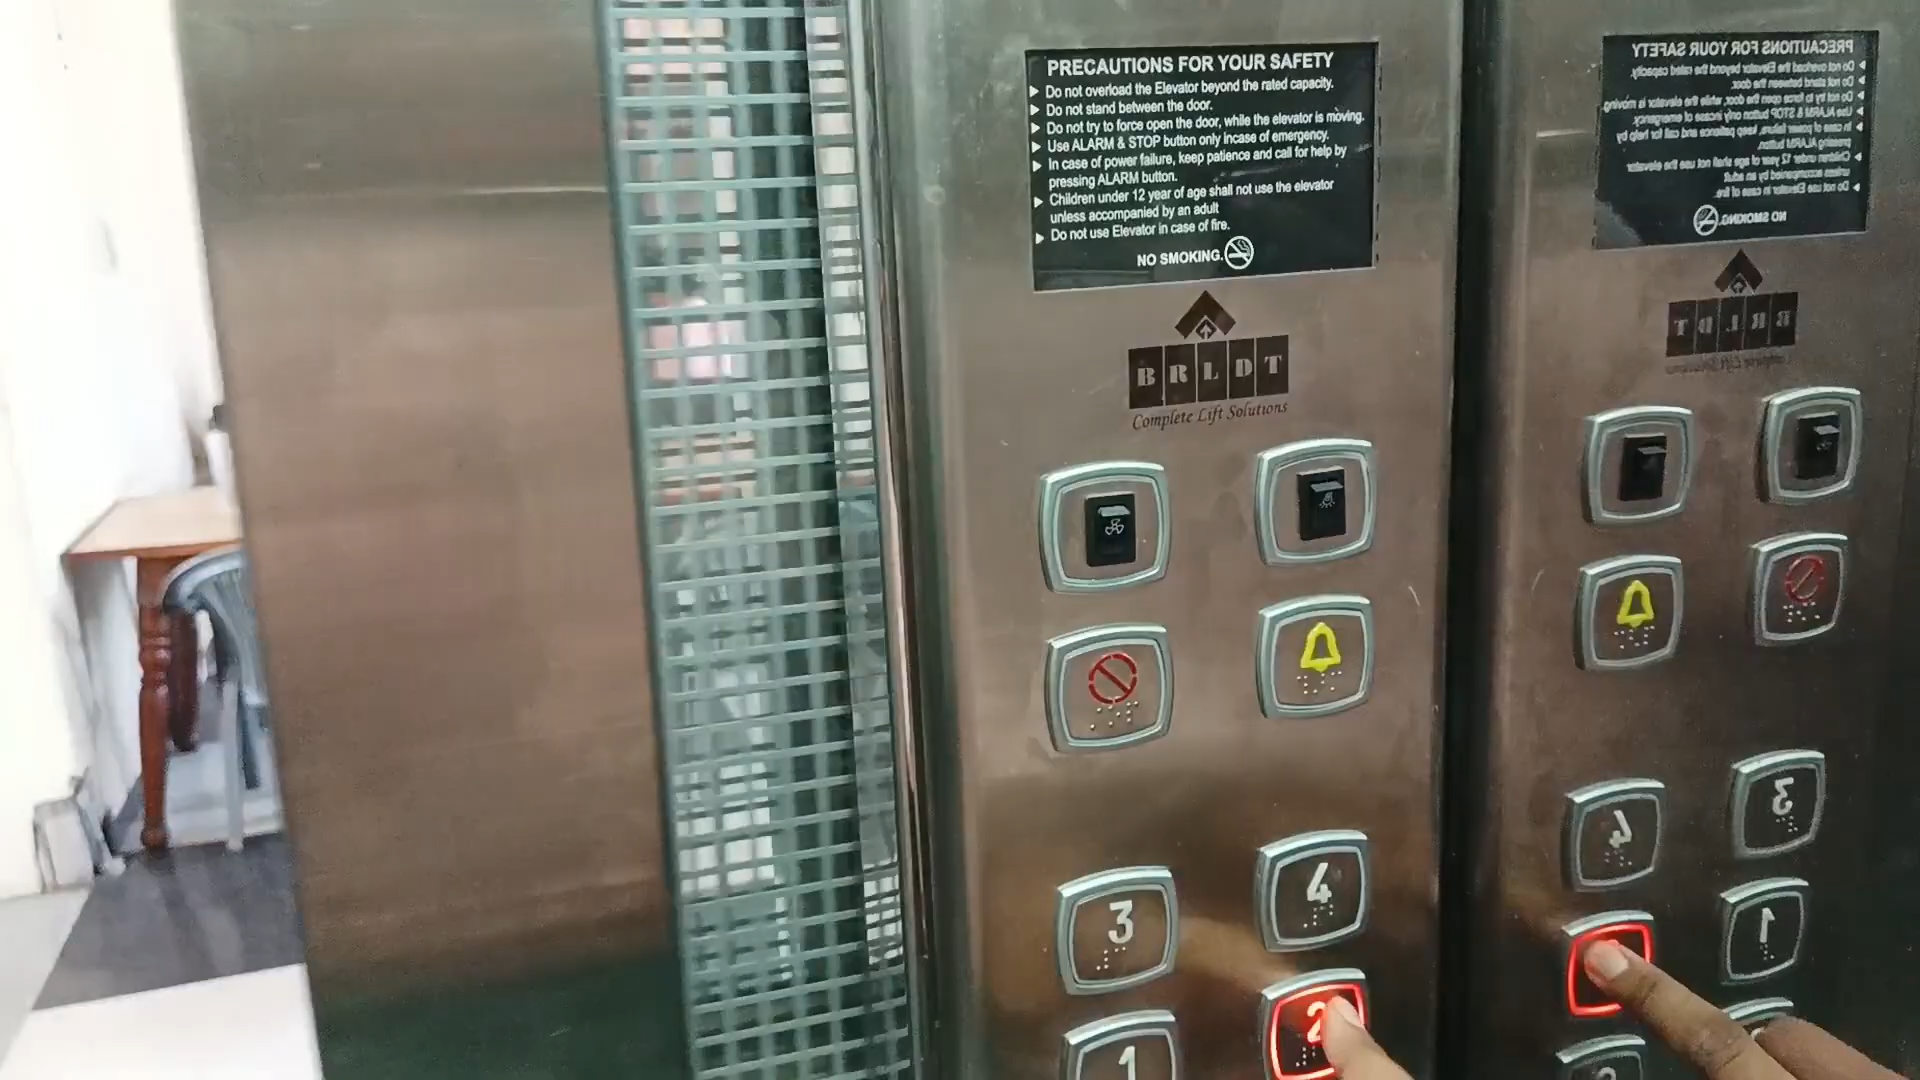 PRECAUTIONS FOR YOUR SAFETY
Do not overload the Elevator beyond the rated capacity.
Do not stand between the door.
Do not try to force open the door, while the elevator is moving.
Use ALARM & STOP button only incase of emergency.
In case of power failure, keep patience and call for help by
pressing ALARM button.
Children under 12 year of age shall not use the elevator
unless accompanied by an adult
Do not use Elevator in case of fire.
NO SMOKING.
BRLDT
Complete Lift Solutions
3 4
1 2